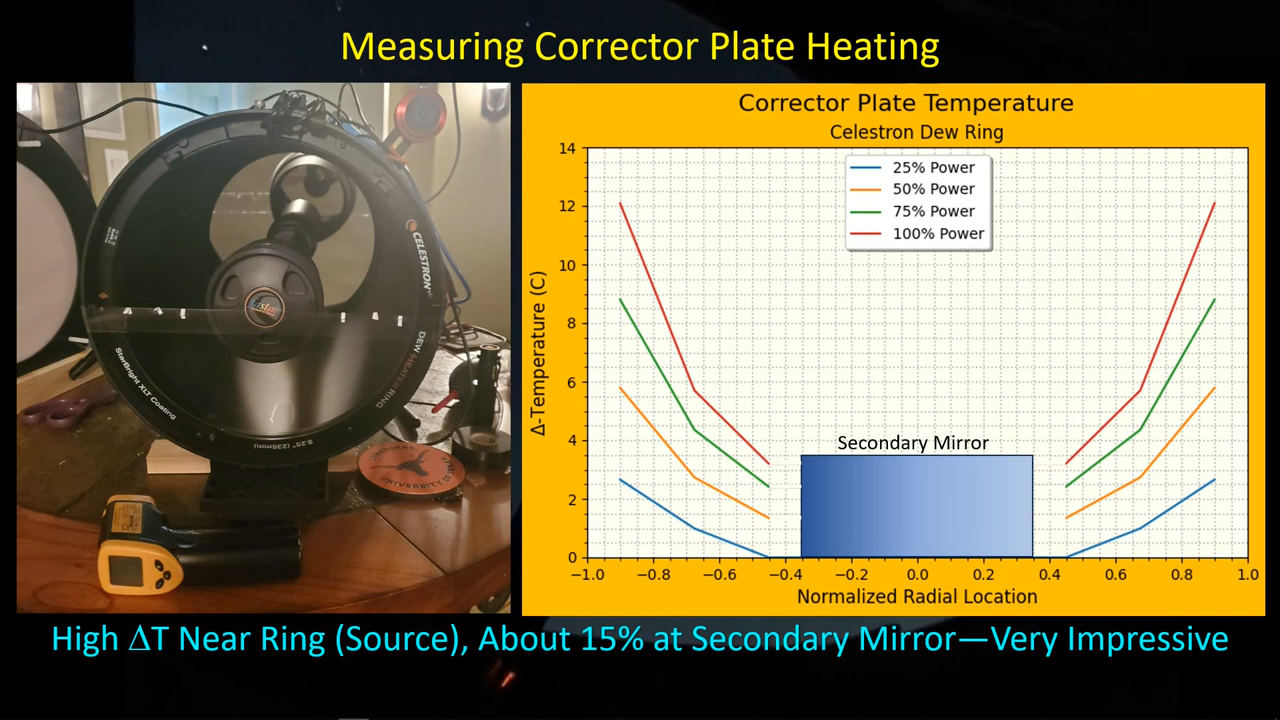 Measuring Corrector Plate Heating
CELESTRON
DEW HEATER RING
StarBright XLT Coating
9.25" (235mm)
UNIVERSITY OF
Corrector Plate Temperature
Celestron Dew Ring
14
12
10
8
6
4
2
0
Δ-Temperature (C)
25% Power
50% Power
75% Power
100% Power
Secondary Mirror
−1.0 −0.8 −0.6 −0.4 −0.2 0.0 0.2 0.4 0.6 0.8 1.0
Normalized Radial Location
High ΔT Near Ring (Source), About 15% at Secondary Mirror—Very Impressive